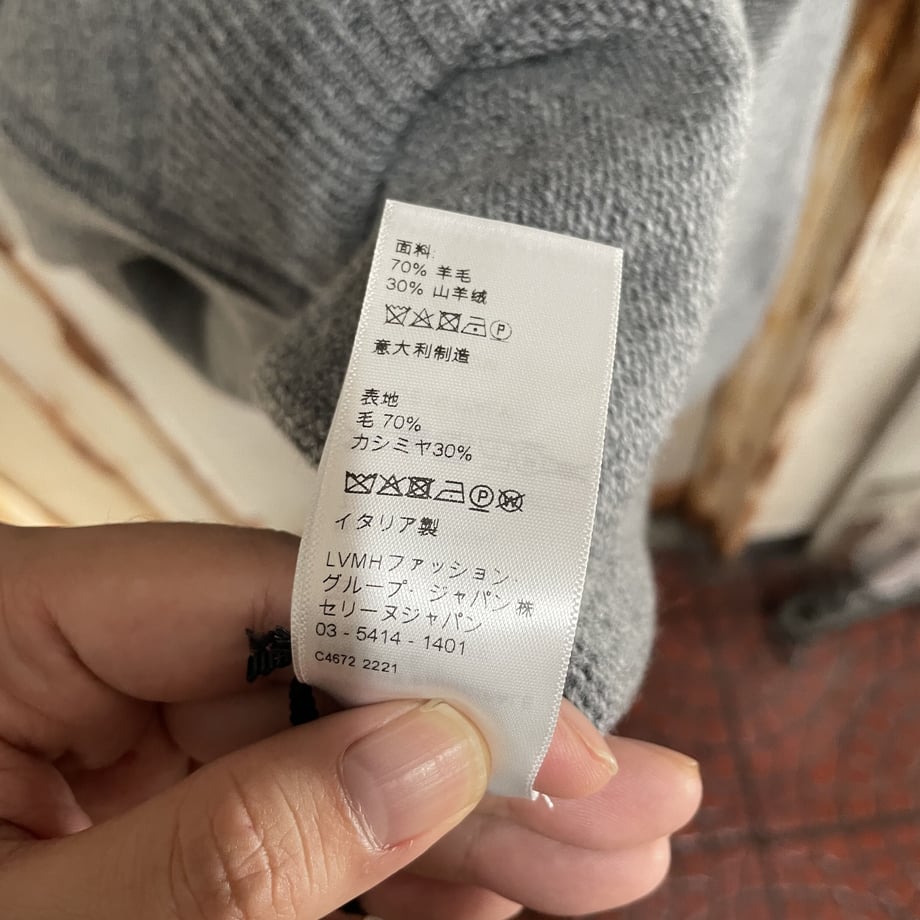 面料:
70% 羊毛
30% 山羊绒
P
意大利制造
表地
毛 70%
カシミヤ30%
P W
イタリア製
LVMHファッション・
グループ・ジャパン株
セリーヌジャパン
03 - 5414 - 1401
C4672 2221